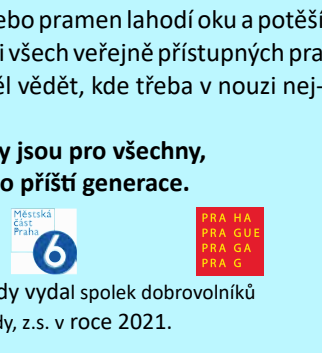 ebo pramen lahodí oku a potěší
i všech veřejně přístupných pra
ěl vědět, kde třeba v nouzi nej-
y jsou pro všechny,
o příští generace.
Městská
část
Praha
6
PRA HA
PRA GUE
PRA GA
PRA G
dy vydal spolek dobrovolníků
dy, z.s. v roce 2021.